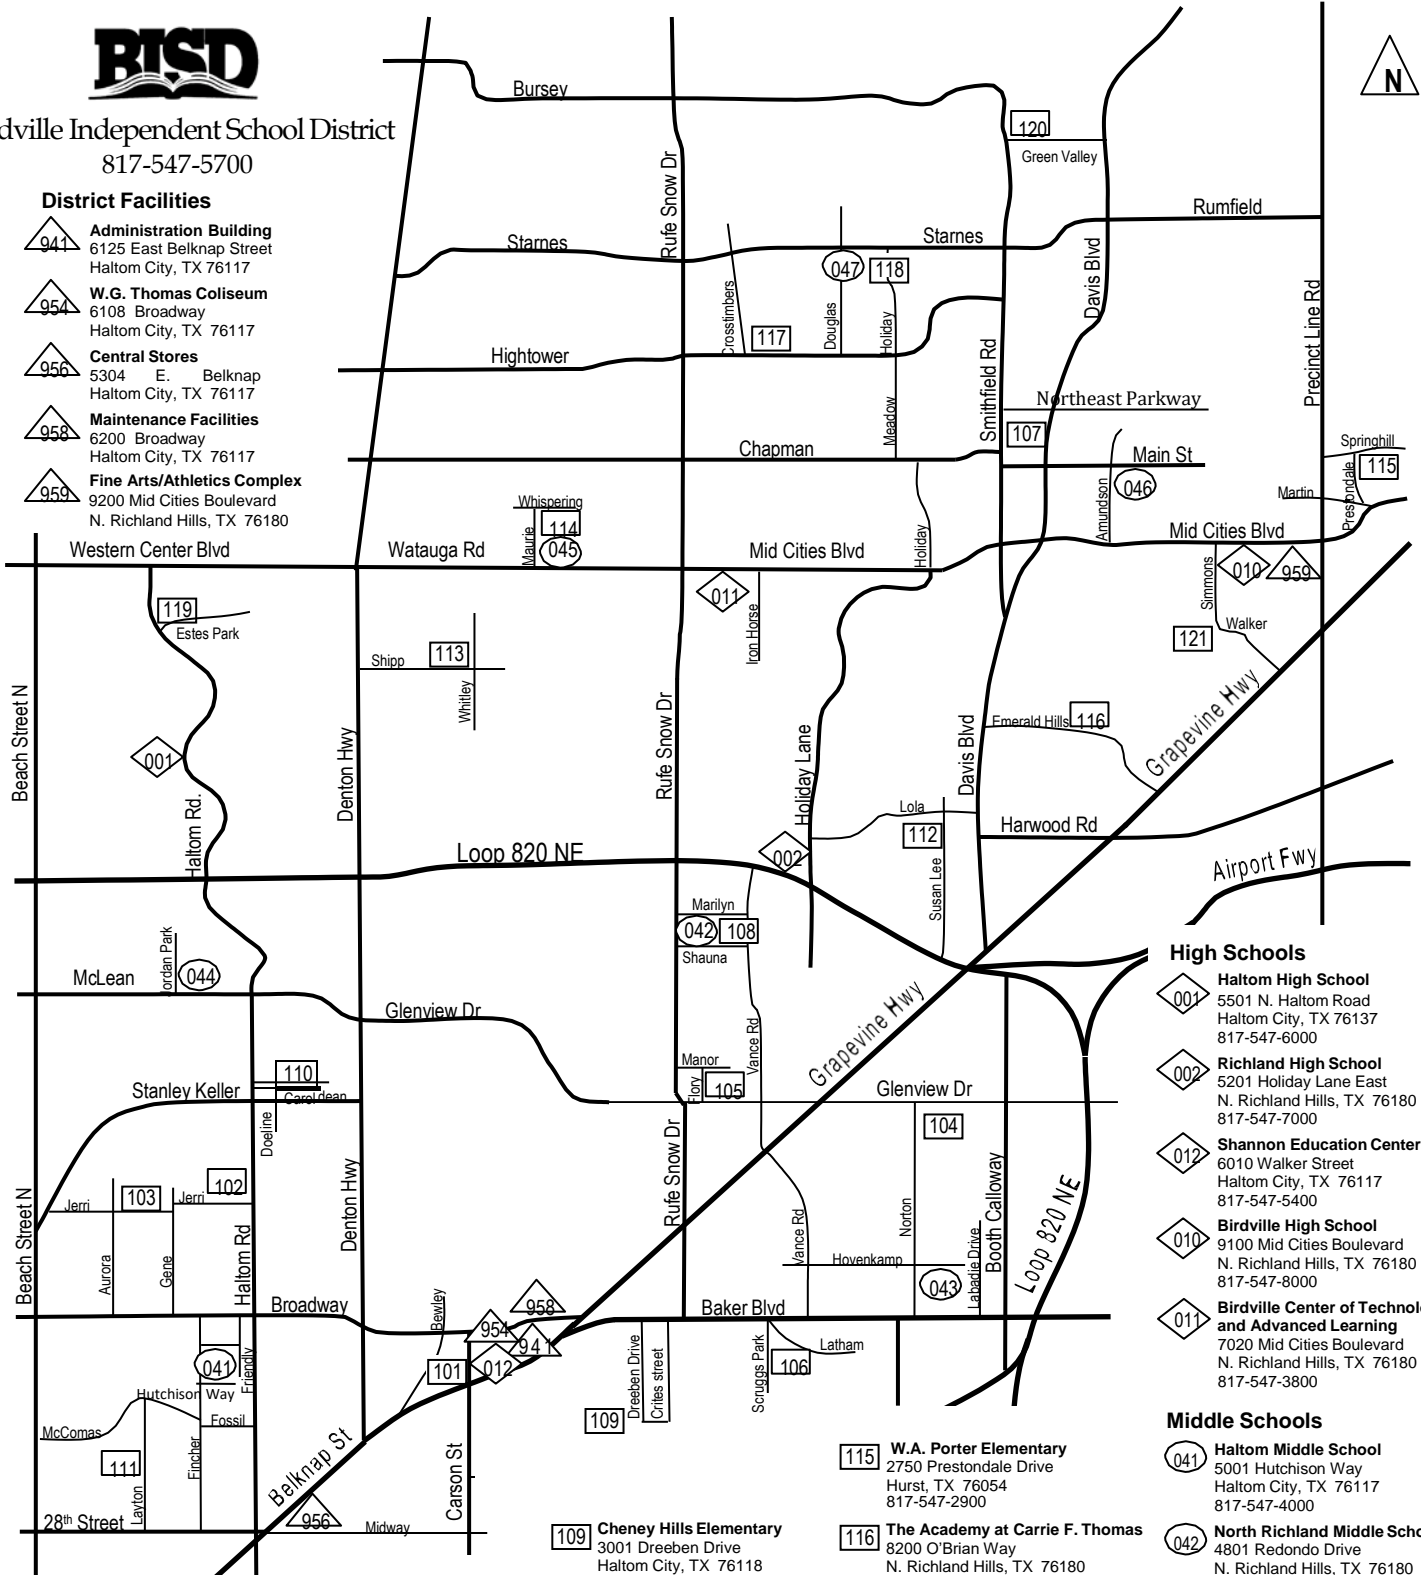 BISD
dville Independent School District
817-547-5700
District Facilities
941
Administration Building
6125 East Belknap Street
Haltom City, TX 76117
954
W.G. Thomas Coliseum
6108 Broadway
Haltom City, TX 76117
956
Central Stores
5304 E. Belknap
Haltom City, TX 76117
958
Maintenance Facilities
6200 Broadway
Haltom City, TX 76117
959
Fine Arts/Athletics Complex
9200 Mid Cities Boulevard
N. Richland Hills, TX 76180
N
Bursey
120
Green Valley
Rufe Snow Dr
Rumfield
Starnes
Starnes
Davis Blvd
047
118
Crosstimbers
Douglas
Holiday
117
Precinct Line Rd
Hightower
Smithfield Rd
Northeast Parkway
Meadow
107
Chapman
Main St
Springhill
115
Prestondale
Martin
Amundson
046
Whispering
114
Maurie
045
Western Center Blvd
Watauga Rd
Mid Cities Blvd
Holiday
Mid Cities Blvd
010
959
Simmons
011
Iron Horse
119
Estes Park
Walker
121
Shipp
113
Whitley
Beach Street N
001
Denton Hwy
Rufe Snow Dr
Holiday Lane
Davis Blvd
Emerald Hills
116
Grapevine Hwy
Haltom Rd.
Lola
112
Susan Lee
Harwood Rd
Loop 820 NE
002
Airport Fwy
Marilyn
042
108
Shauna
Jordan Park
044
McLean
Glenview Dr
Grapevine Hwy
Vance Rd
Manor
Flory
105
110
Stanley Keller
Caroldean
Doeline
Glenview Dr
104
Rufe Snow Dr
Booth Calloway
Loop 820 NE
Beach Street N
Jerri
103
Jerri
102
Aurora
Gene
Haltom Rd
Denton Hwy
Vance Rd
Norton
Hovenkamp
043
Labadie Drive
Broadway
Bewley
958
954
941
Baker Blvd
101
012
041
Friendly
Dreeben Drive
Crites street
Scruggs Park
106
Latham
Hutchison Way
McComas
Fossil
109
111
Layton
Fincher
Belknap St
Carson St
28th Street
956
Midway
High Schools
001
Haltom High School
5501 N. Haltom Road
Haltom City, TX 76137
817-547-6000
002
Richland High School
5201 Holiday Lane East
N. Richland Hills, TX 76180
817-547-7000
012
Shannon Education Center
6010 Walker Street
Haltom City, TX 76117
817-547-5400
010
Birdville High School
9100 Mid Cities Boulevard
N. Richland Hills, TX 76180
817-547-8000
011
Birdville Center of Technolo
and Advanced Learning
7020 Mid Cities Boulevard
N. Richland Hills, TX 76180
817-547-3800
Middle Schools
041
Haltom Middle School
5001 Hutchison Way
Haltom City, TX 76117
817-547-4000
042
North Richland Middle Scho
4801 Redondo Drive
N. Richland Hills, TX 76180
115
W.A. Porter Elementary
2750 Prestondale Drive
Hurst, TX 76054
817-547-2900
109
Cheney Hills Elementary
3001 Dreeben Drive
Haltom City, TX 76118
116
The Academy at Carrie F. Thomas
8200 O'Brian Way
N. Richland Hills, TX 76180